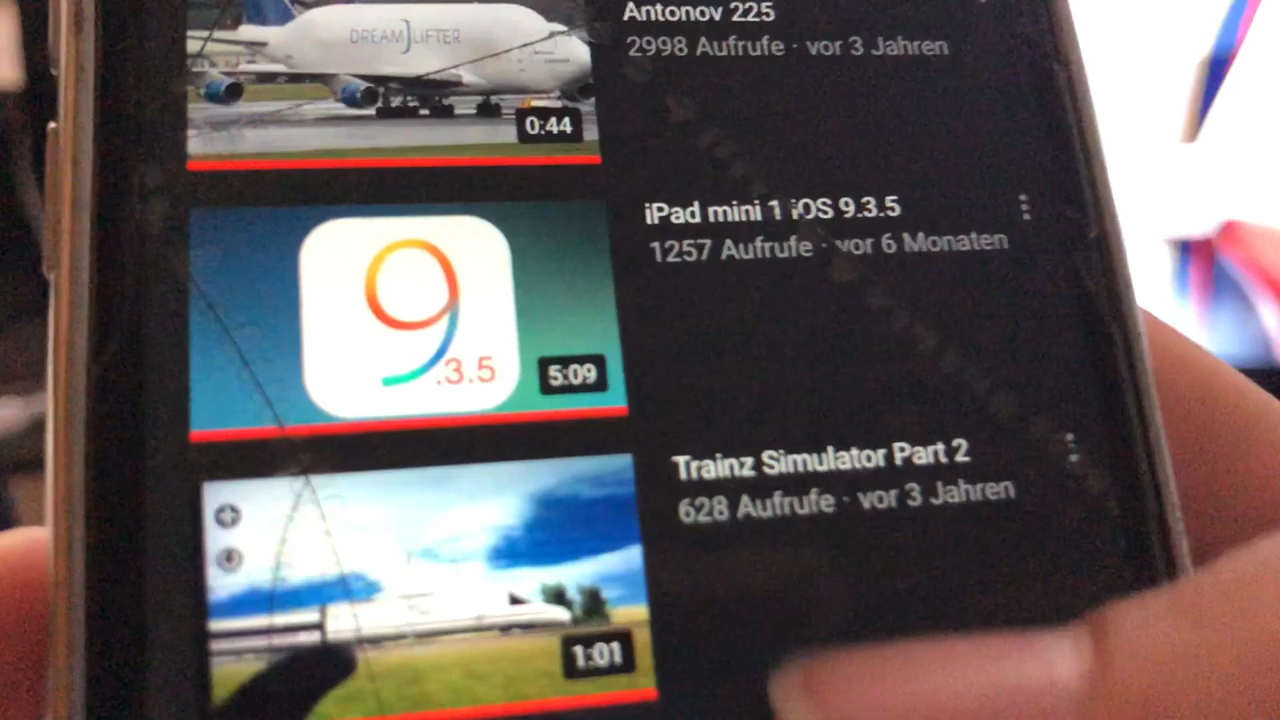 Antonov 225
2998 Aufrufe · vor 3 Jahren
DREAMLIFTER
0:44
iPad mini 1 iOS 9.3.5
1257 Aufrufe · vor 6 Monaten
9.3.5
5:09
Trainz Simulator Part 2
628 Aufrufe · vor 3 Jahren
1:01